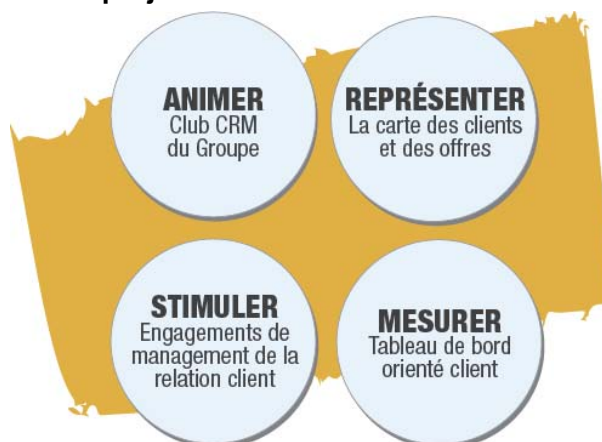 ANIMER
Club CRM
du Groupe
REPRÉSENTER
La carte des clients
et des offres
STIMULER
Engagements de
management de la
relation client
MESURER
Tableau de bord
orienté client